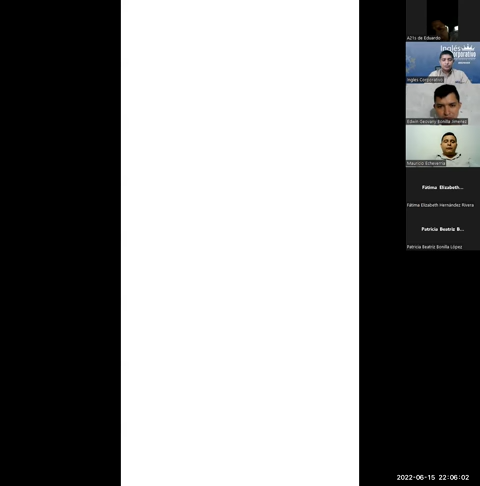 A21s de Eduardo
Inglés
Corporativo
Inglés Corporativo
Edwin Geovany Bonilla Jimenez
Mauricio Echeverria
Fátima Elizabeth...
Fátima Elizabeth Hernández Rivera
Patricia Beatriz B...
Patricia Beatriz Bonilla López
2022-06-15 22:06:02